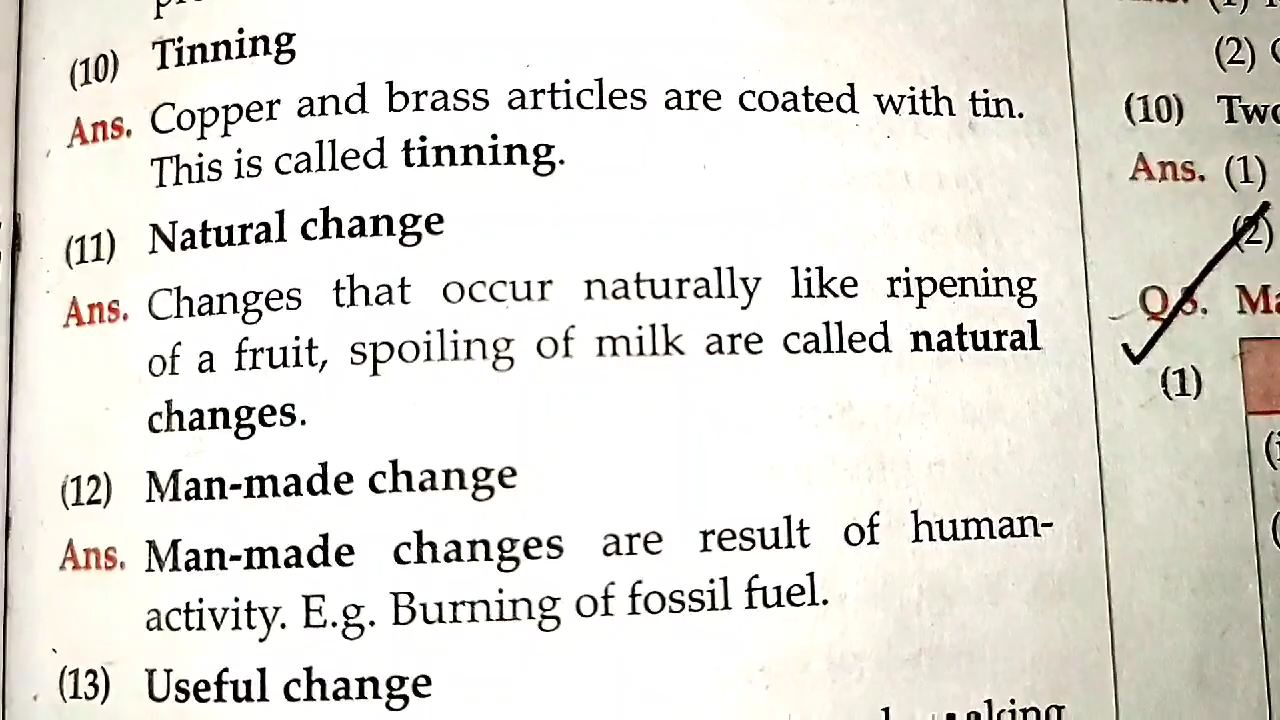 (10) Tinning
Ans. Copper and brass articles are coated with tin.
This is called tinning.
(11) Natural change
Ans. Changes that occur naturally like ripening
of a fruit, spoiling of milk are called natural
changes.
(12) Man-made change
Ans. Man-made changes are result of human-
activity. E.g. Burning of fossil fuel.
(13) Useful change
(2)
(10)
Ans. (1)
(2)
(1)